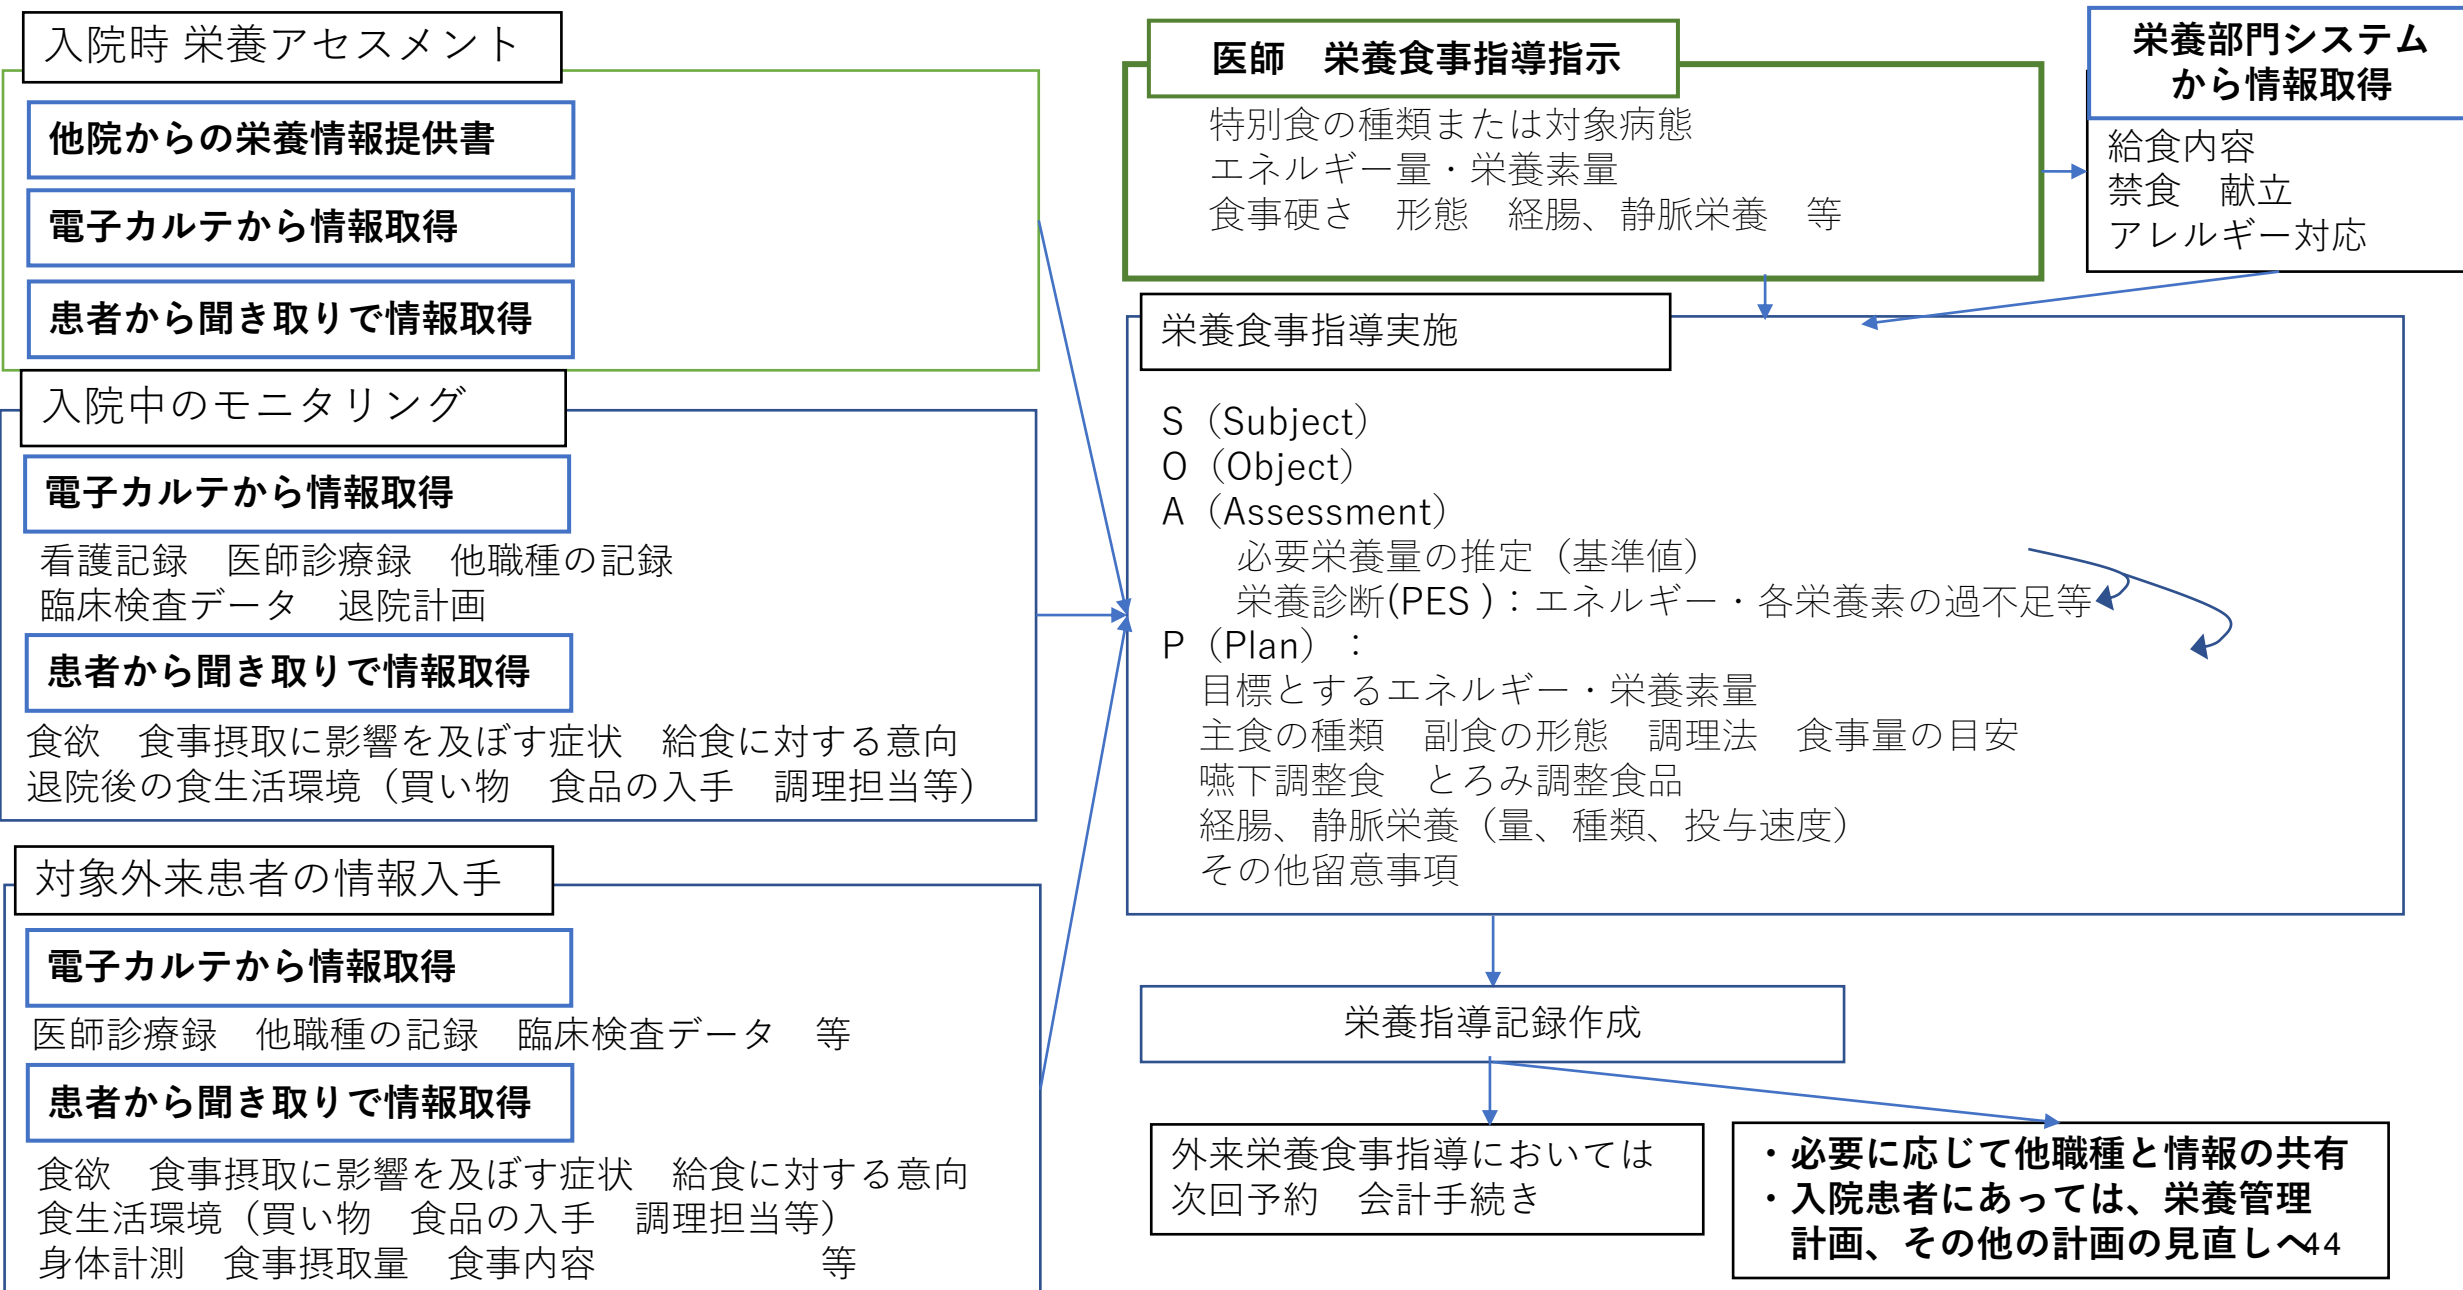 入院時 栄養アセスメント
他院からの栄養情報提供書
電子カルテから情報取得
患者から聞き取りで情報取得
入院中のモニタリング
電子カルテから情報取得
看護記録　医師診療録　他職種の記録
臨床検査データ　退院計画
患者から聞き取りで情報取得
食欲　食事摂取に影響を及ぼす症状　給食に対する意向
退院後の食生活環境（買い物　食品の入手　調理担当等）
対象外来患者の情報入手
電子カルテから情報取得
医師診療録　他職種の記録　臨床検査データ　等
患者から聞き取りで情報取得
食欲　食事摂取に影響を及ぼす症状　給食に対する意向
食生活環境（買い物　食品の入手　調理担当等）
身体計測　食事摂取量　食事内容　　　　　　等
医師　栄養食事指導指示
特別食の種類または対象病態
エネルギー量・栄養素量
食事硬さ　形態　経腸、静脈栄養　等
栄養部門システム
から情報取得
給食内容
禁食　献立
アレルギー対応
栄養食事指導実施
S（Subject）
O（Object）
A（Assessment）
必要栄養量の推定（基準値）
栄養診断(PES )：エネルギー・各栄養素の過不足等
P（Plan）：
目標とするエネルギー・栄養素量
主食の種類　副食の形態　調理法　食事量の目安
嚥下調整食　とろみ調整食品
経腸、静脈栄養（量、種類、投与速度）
その他留意事項
栄養指導記録作成
外来栄養食事指導においては
次回予約　会計手続き
・必要に応じて他職種と情報の共有
・入院患者にあっては、栄養管理
計画、その他の計画の見直しへ
44